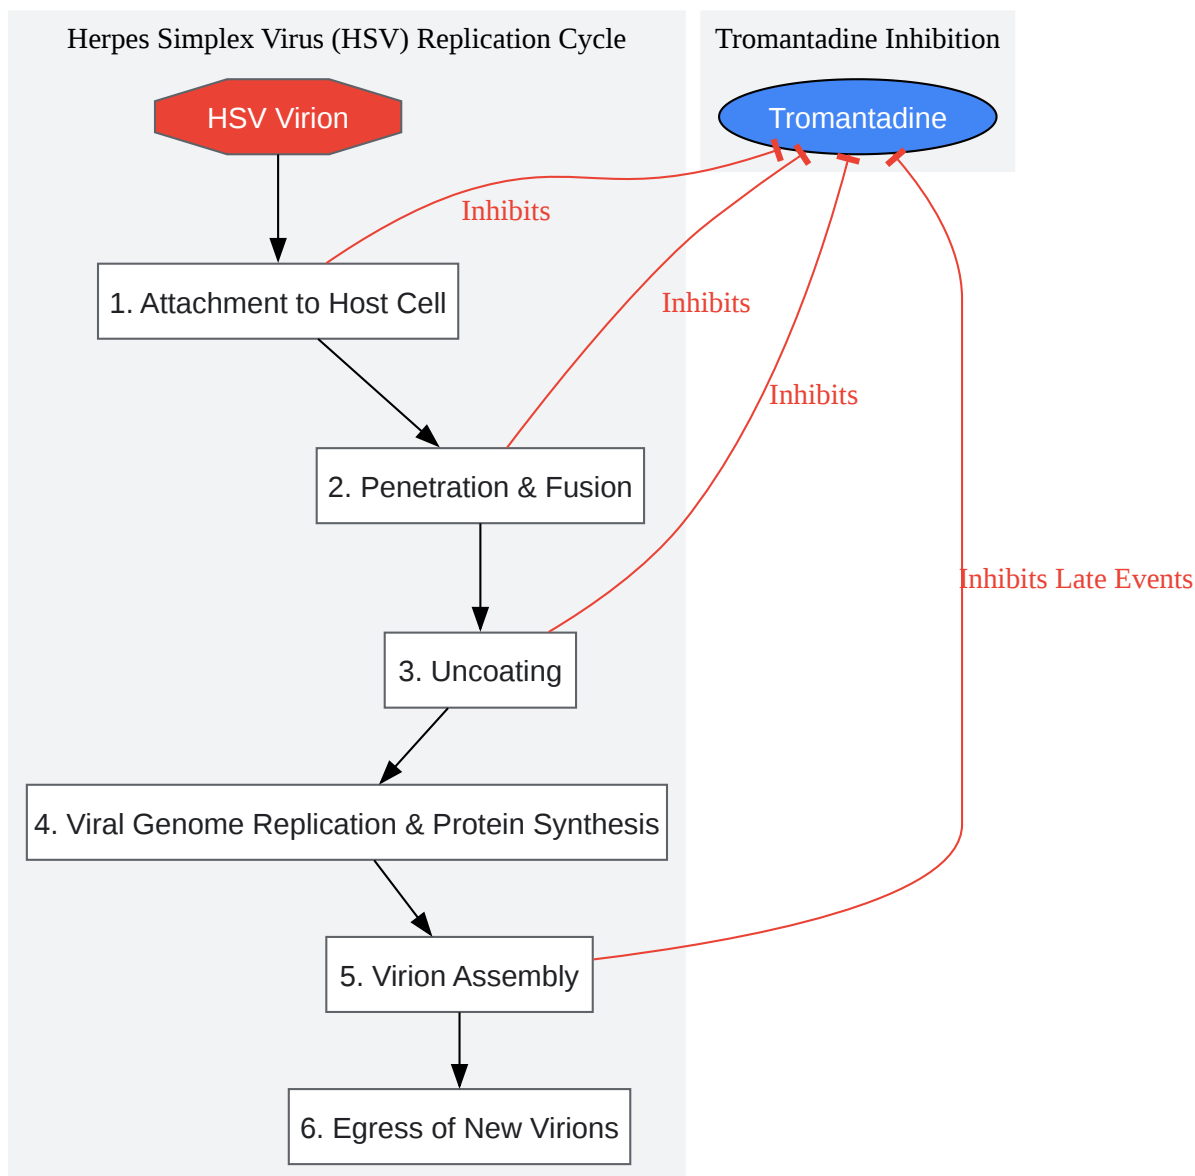 Herpes Simplex Virus (HSV) Replication Cycle
Tromantadine Inhibition
HSV Virion
Tromantadine
Inhibits
1. Attachment to Host Cell
Inhibits
Inhibits
2. Penetration & Fusion
Inhibits Late Events
3. Uncoating
4. Viral Genome Replication & Protein Synthesis
5. Virion Assembly
6. Egress of New Virions